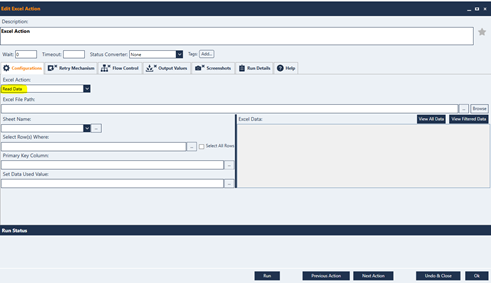 Edit Excel Action
Description:
Excel Action
Wait: 0 Timeout: Status Converter: None Tags: Add..
Configurations Retry Mechanism Flow Control Output Values Screenshots Run Details Help
Excel Action:
Read Data
Excel File Path:
... Browse
Sheet Name: Excel Data: View All Data View Filtered Data
...
Select Row(s) Where:
... Select All Rows
Primary Key Column:
...
Set Data Used Value:
...
Run Status
Run Previous Action Next Action Undo & Close Ok